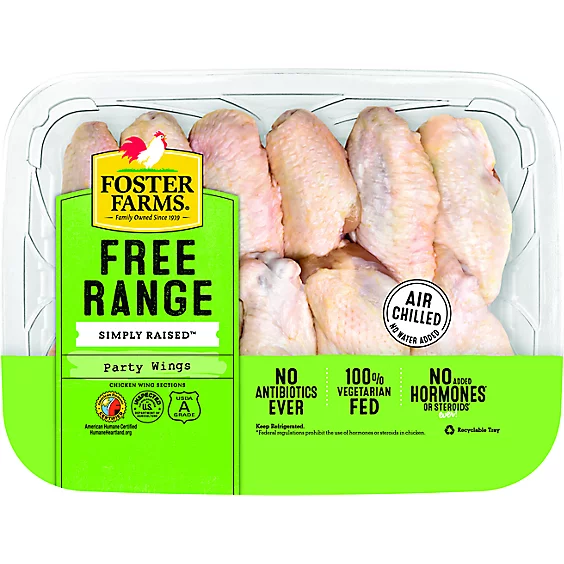 FOSTER
FARMS®
Family Owned Since 1939
FREE
RANGE
SIMPLY RAISED™
Party Wings
CHICKEN WING SECTIONS
American Humane Certified
HumaneHeartland.org
INSPECTED
U.S.
USDA
A
GRADE
AIR
CHILLED
NO WATER ADDED
NO
ANTIBIOTICS
EVER
100%
VEGETARIAN
FED
NO ADDED
HORMONES*
OR STEROIDS*
ever!
Keep Refrigerated.
*Federal regulations prohibit the use of hormones or steroids in chicken.
Recyclable Tray